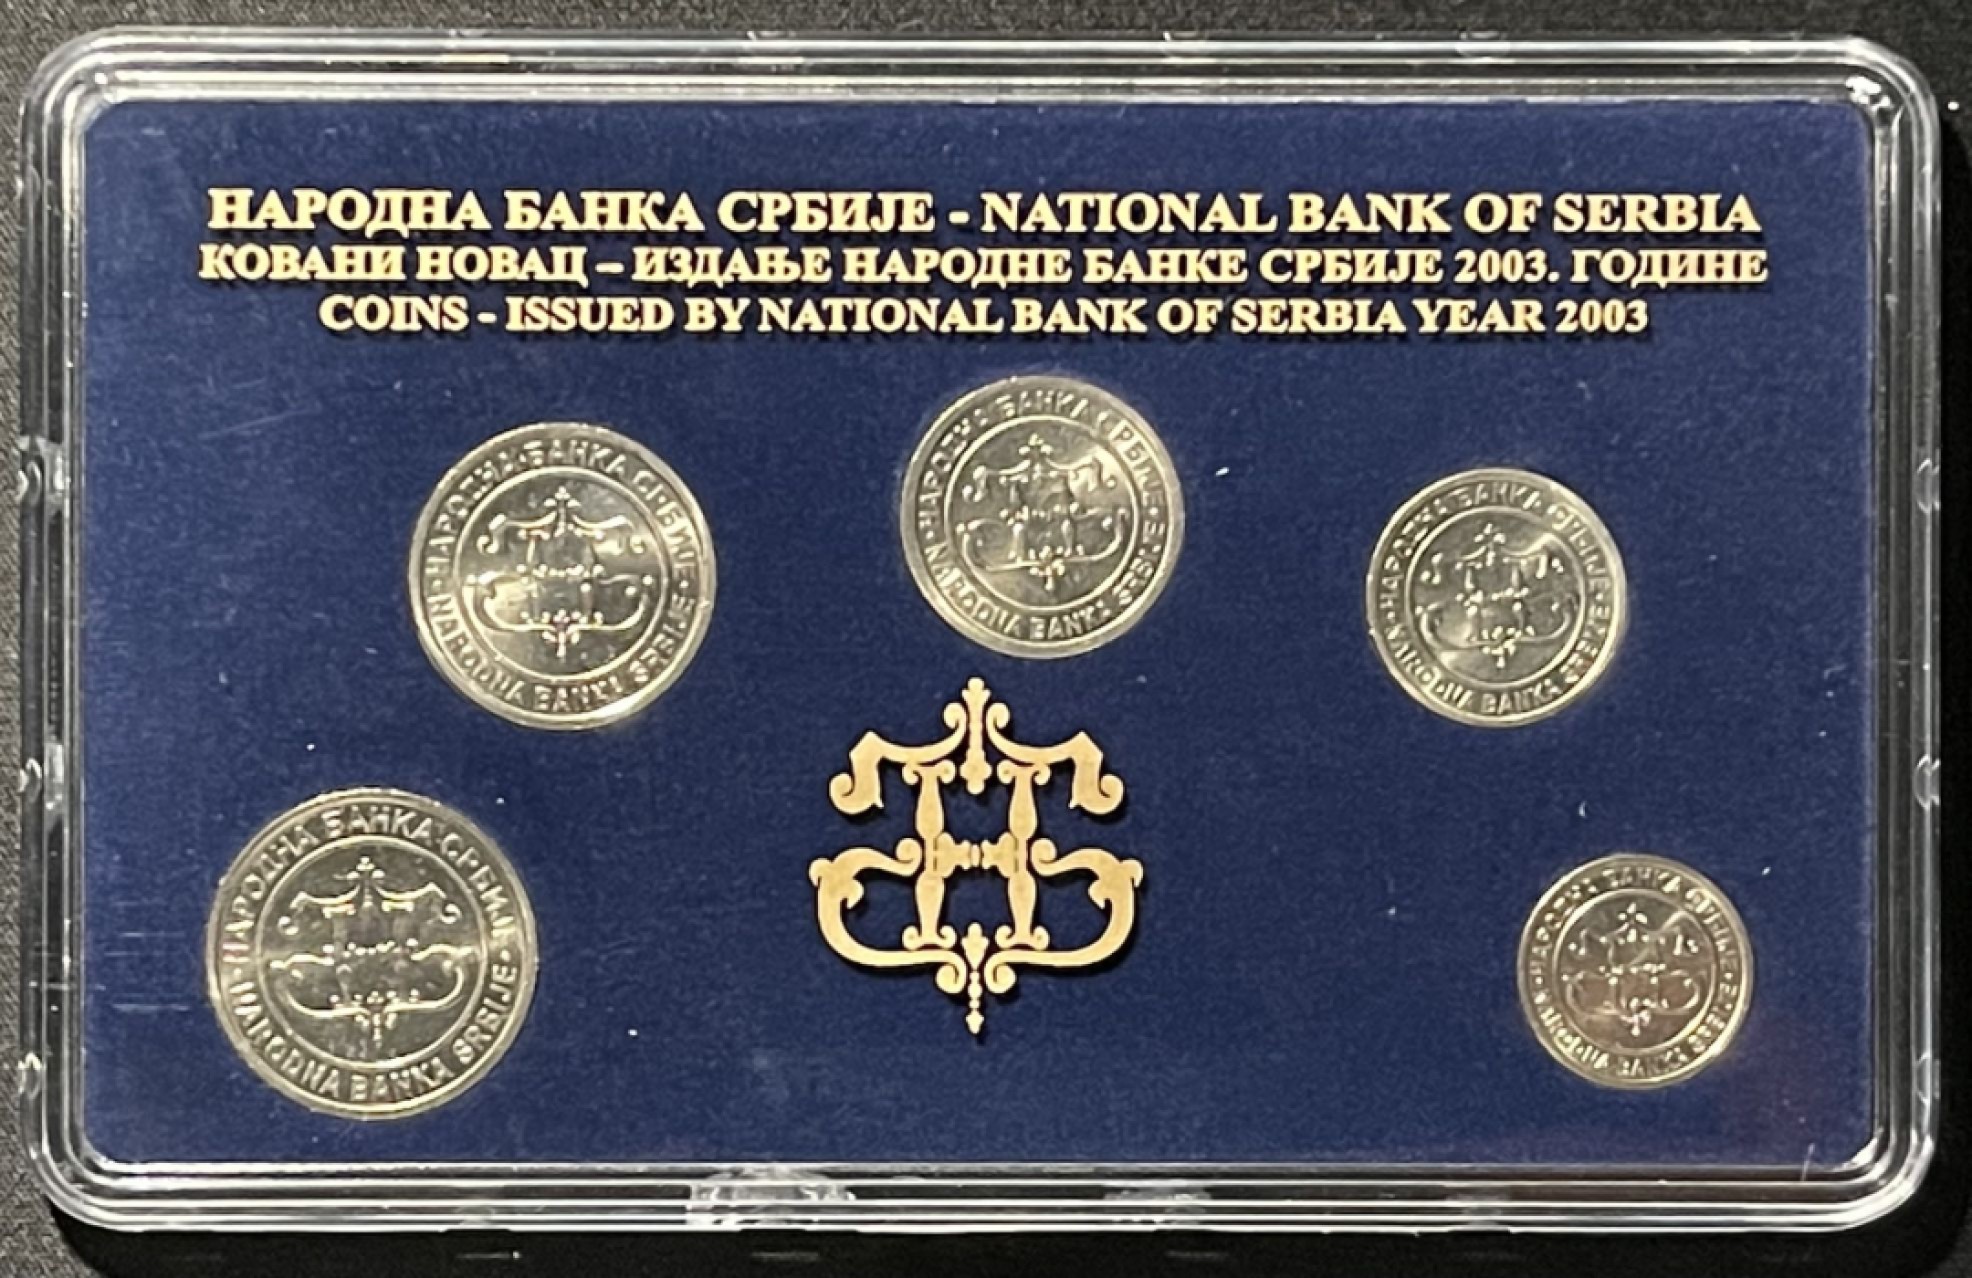 НАРОДНА БАНКА СРБИЈЕ - NATIONAL BANK OF SERBIA
КОВАНИ НОВАЦ – ИЗДАЊЕ НАРОДНЕ БАНКЕ СРБИЈЕ 2003. ГОДИНЕ
COINS - ISSUED BY NATIONAL BANK OF SERBIA YEAR 2003
НАРОДНА БАНКА СРБИЈЕ
NARODNA BANKA SRBIJE
НАРОДНА БАНКА СРБИЈЕ
NARODNA BANKA SRBIJE
НАРОДНА БАНКА СРБИЈЕ
NARODNA BANKA SRBIJE
НАРОДНА БАНКА СРБИЈЕ
NARODNA BANKA SRBIJE
НАРОДНА БАНКА СРБИЈЕ
NARODNA BANKA SRBIJE